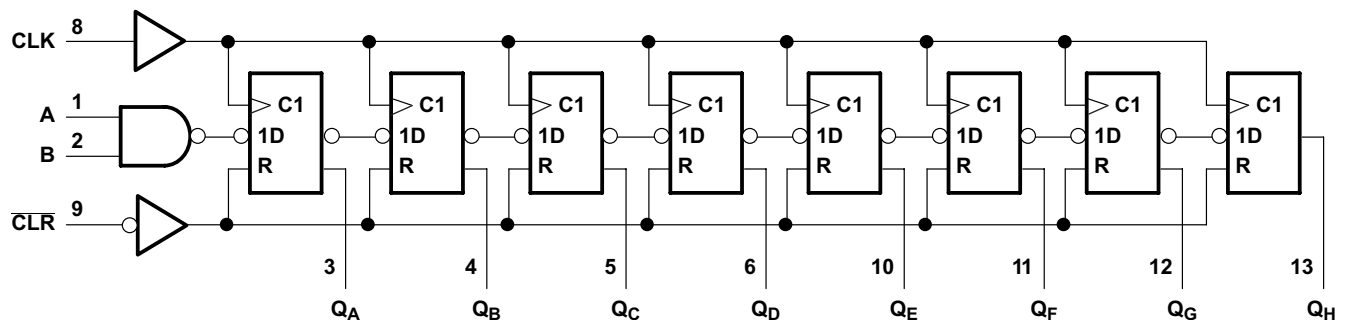 CLK 8
C1 C1 C1 C1 C1 C1 C1 C1
A 1
1D 1D 1D 1D 1D 1D 1D 1D
B 2
R R R R R R R R
CLR 9
3 4 5 6 10 11 12 13
QA QB QC QD QE QF QG QH